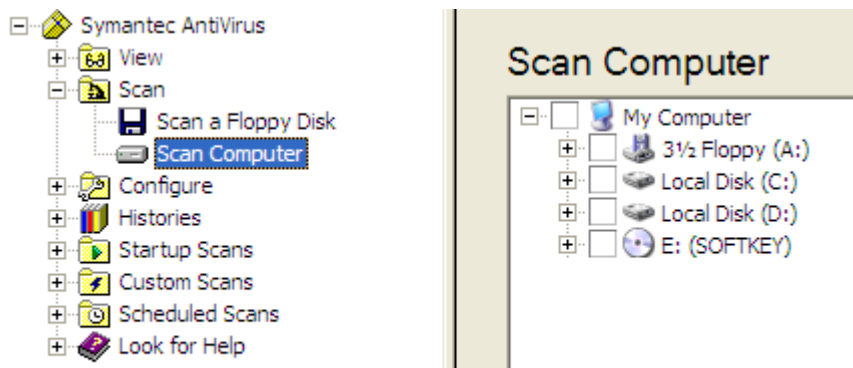 Symantec AntiVirus
View
Scan
Scan a Floppy Disk
Scan Computer
Configure
Histories
Startup Scans
Custom Scans
Scheduled Scans
Look for Help
Scan Computer
My Computer
3½ Floppy (A:)
Local Disk (C:)
Local Disk (D:)
E: (SOFTKEY)